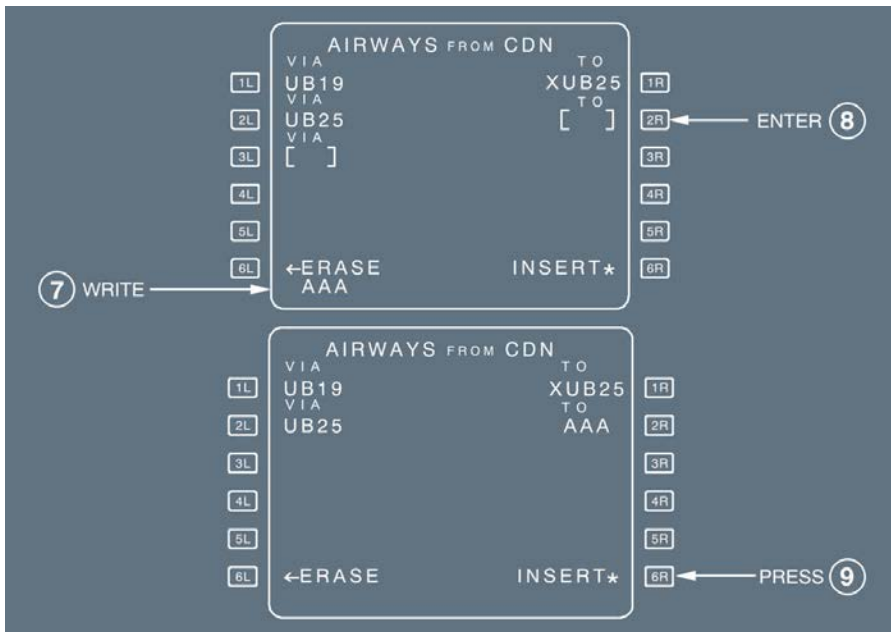 AIRWAYS FROM CDN
VIA TO
1L UB19 XUB25 1R
VIA TO
2L UB25 [ ] 2R ENTER 8
VIA
3L [ ] 3R
4L 4R
5L 5R
6L ←ERASE INSERT* 6R
7 WRITE AAA
AIRWAYS FROM CDN
VIA TO
1L UB19 XUB25 1R
VIA TO
2L UB25 AAA 2R
3L 3R
4L 4R
5L 5R
6L ←ERASE INSERT* 6R PRESS 9